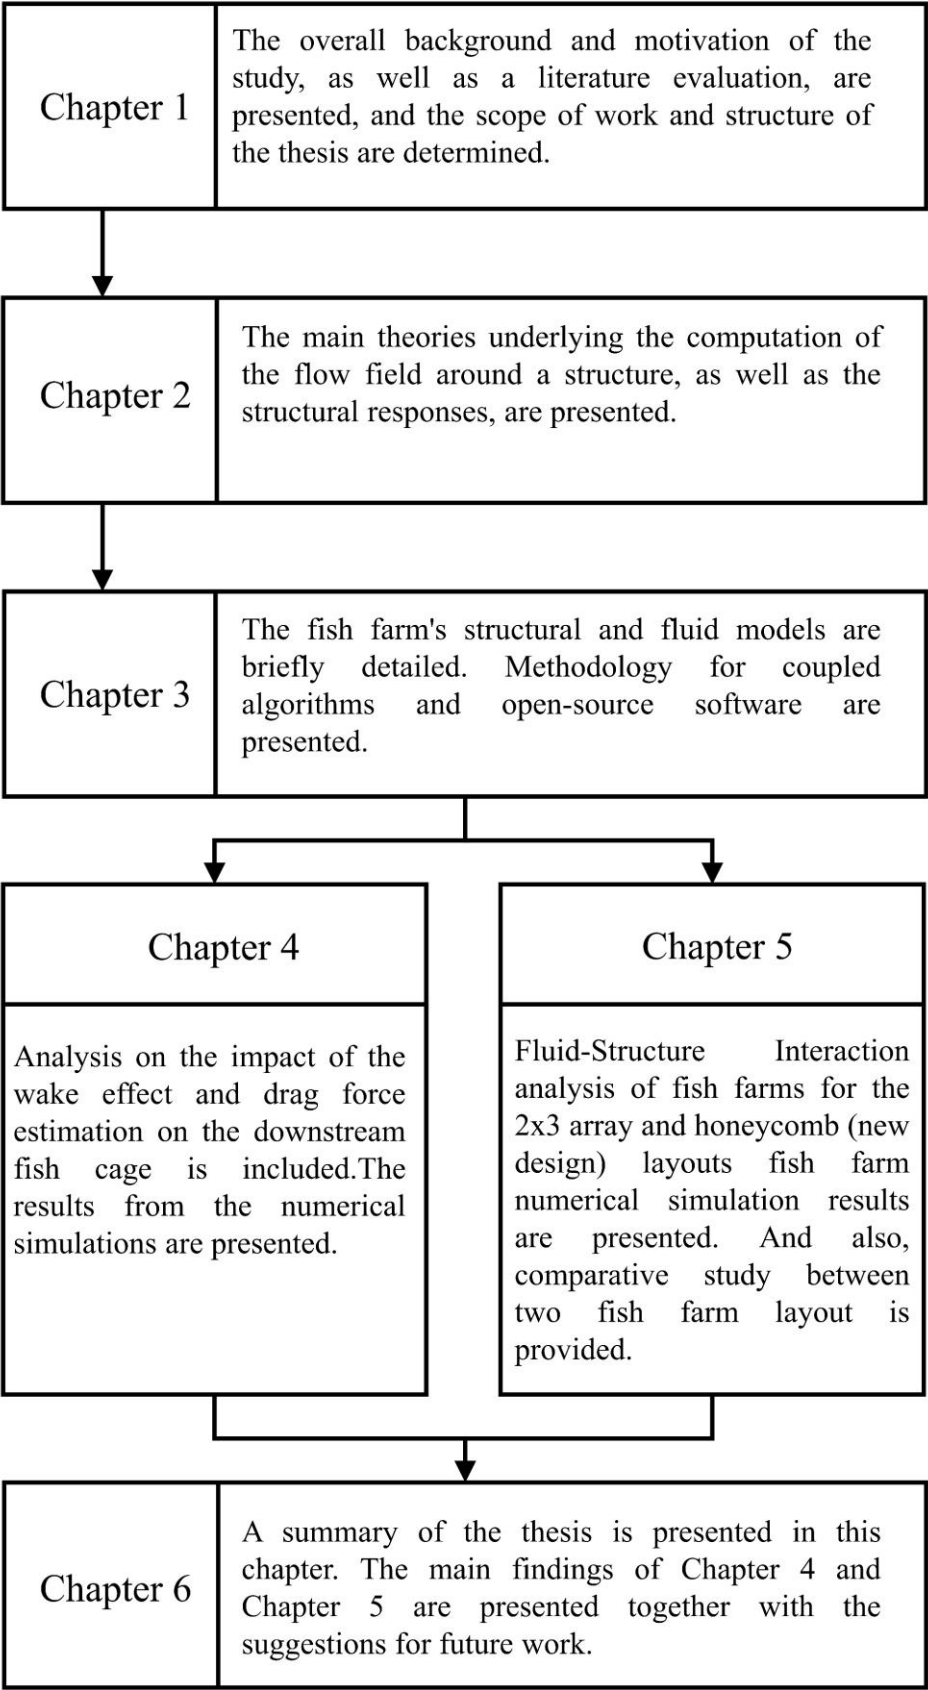 Chapter 1
The overall background and motivation of the
study, as well as a literature evaluation, are
presented, and the scope of work and structure of
the thesis are determined.
Chapter 2
The main theories underlying the computation of
the flow field around a structure, as well as the
structural responses, are presented.
Chapter 3
The fish farm's structural and fluid models are
briefly detailed. Methodology for coupled
algorithms and open-source software are
presented.
Chapter 4
Analysis on the impact of the
wake effect and drag force
estimation on the downstream
fish cage is included.The
results from the numerical
simulations are presented.
Chapter 5
Fluid-Structure Interaction
analysis of fish farms for the
2x3 array and honeycomb (new
design) layouts fish farm
numerical simulation results
are presented. And also,
comparative study between
two fish farm layout is
provided.
Chapter 6
A summary of the thesis is presented in this
chapter. The main findings of Chapter 4 and
Chapter 5 are presented together with the
suggestions for future work.